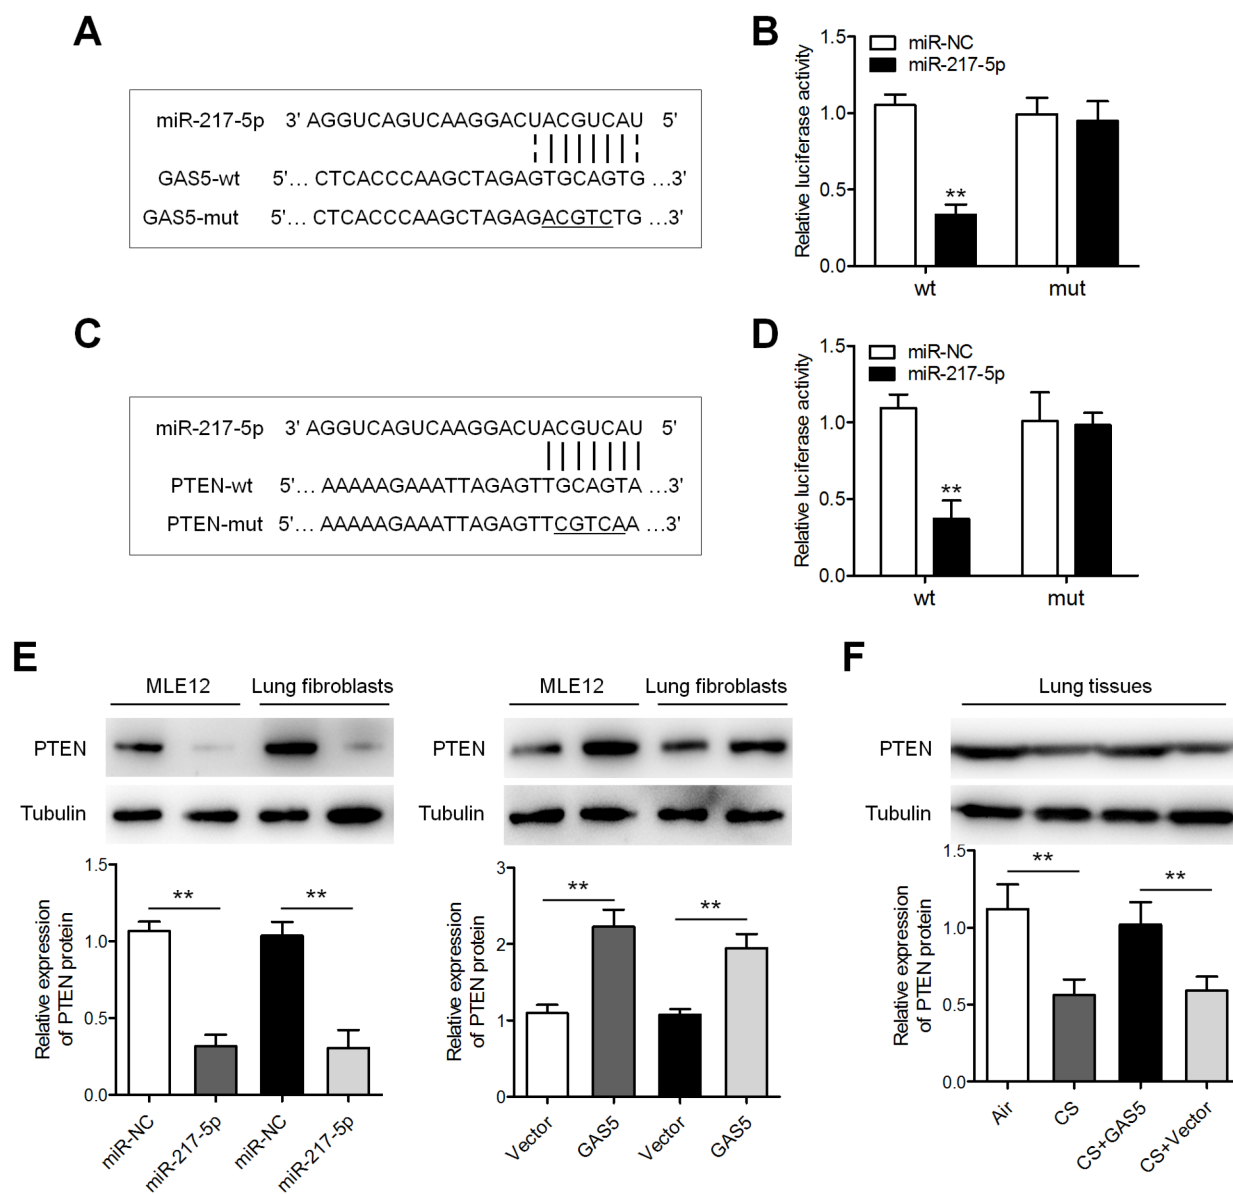 A
miR-217-5p 3' AGGUCAGUCAAGGACUACGUCAU 5'
GAS5-wt 5'... CTCACCCAAGCTAGAGTGCAGTG ...3'
GAS5-mut 5'... CTCACCCAAGCTAGAGACGTCTG ...3'
B
miR-NC
miR-217-5p
Relative luciferase activity
1.5
1.0
0.5
0.0
**
wt mut
C
miR-217-5p 3' AGGUCAGUCAAGGACUACGUCAU 5'
PTEN-wt 5'... AAAAAGAAATTAGAGTTGCAGTA ...3'
PTEN-mut 5'... AAAAAGAAATTAGAGTTCGTCAA ...3'
D
miR-NC
miR-217-5p
Relative luciferase activity
1.5
1.0
0.5
0.0
**
wt mut
E
MLE12 Lung fibroblasts
PTEN
Tubulin
Relative expression
of PTEN protein
1.5
1.0
0.5
0.0
** **
miR-NC miR-217-5p miR-NC miR-217-5p
MLE12 Lung fibroblasts
PTEN
Tubulin
Relative expression
of PTEN protein
3
2
1
0
** **
Vector GAS5 Vector GAS5
F
Lung tissues
PTEN
Tubulin
Relative expression
of PTEN protein
1.5
1.0
0.5
0.0
** **
Air CS CS+GAS5 CS+Vector